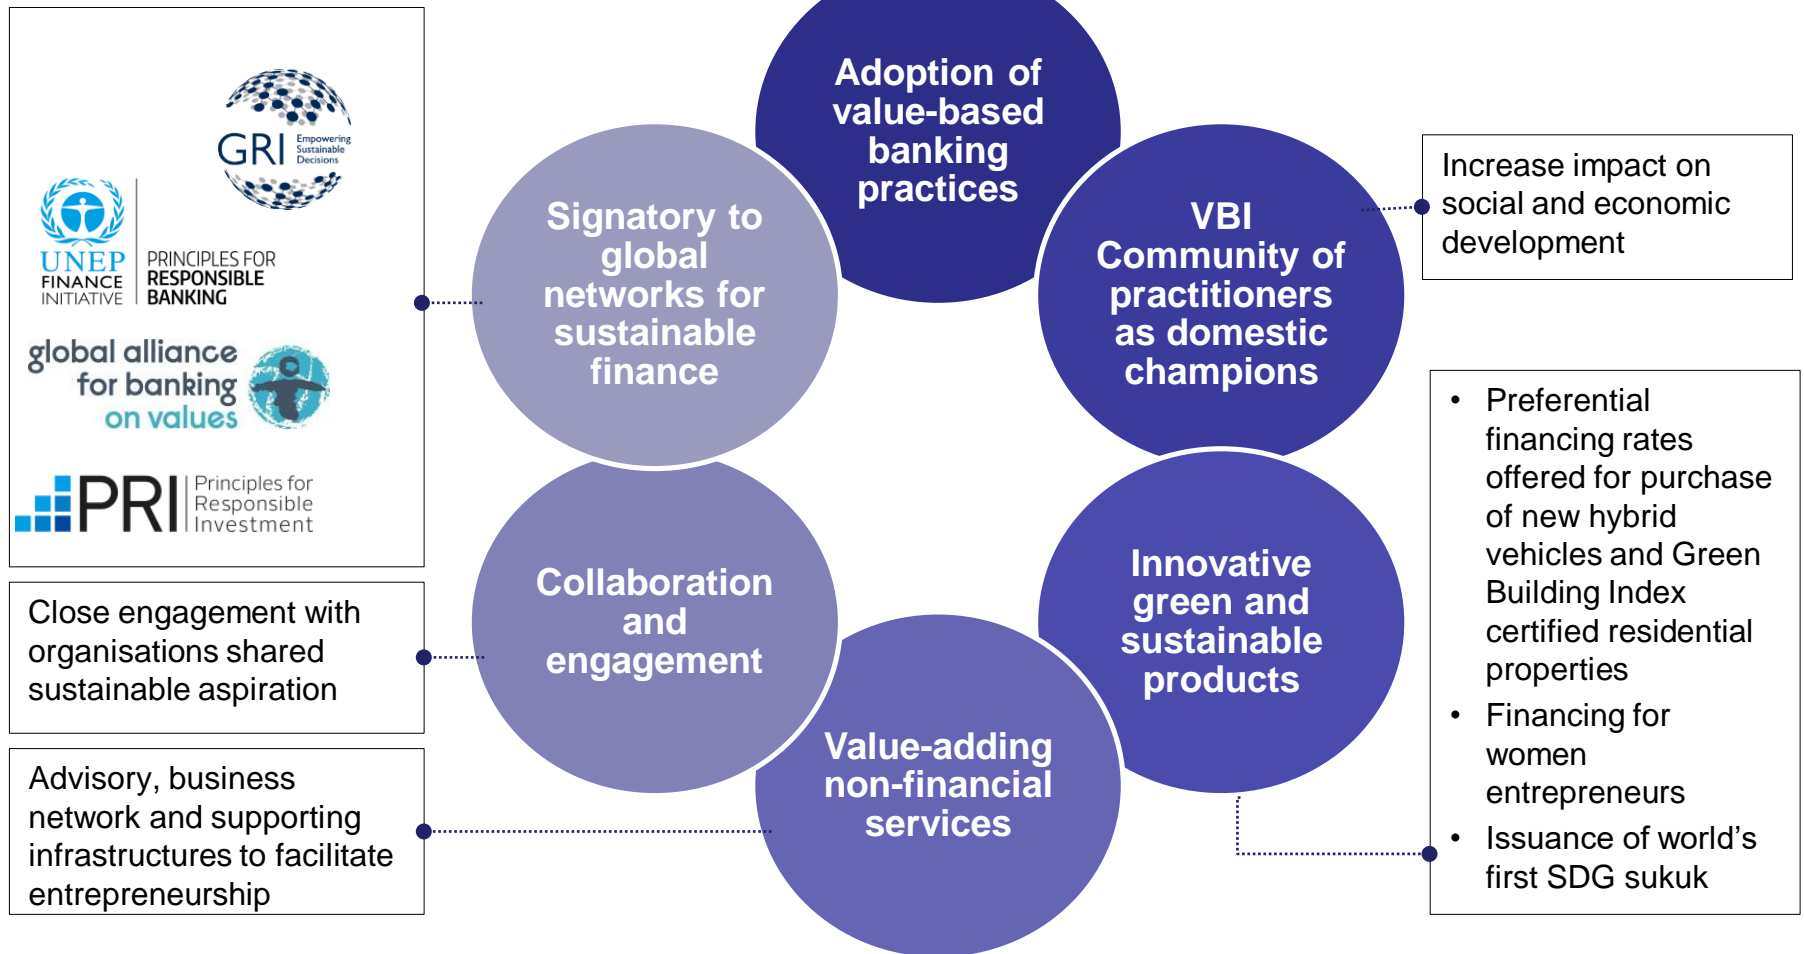 GRI
Empowering
Sustainable
Decisions
UNEP
FINANCE
INITIATIVE
PRINCIPLES FOR
RESPONSIBLE
BANKING
global alliance
for banking
on values
PRI
Principles for
Responsible
Investment
Close engagement with
organisations shared
sustainable aspiration
Advisory, business
network and supporting
infrastructures to facilitate
entrepreneurship
Adoption of
value-based
banking
practices
Signatory to
global
networks for
sustainable
finance
VBI
Community of
practitioners
as domestic
champions
Collaboration
and
engagement
Innovative
green and
sustainable
products
Value-adding
non-financial
services
Increase impact on
social and economic
development
• Preferential
financing rates
offered for purchase
of new hybrid
vehicles and Green
Building Index
certified residential
properties
• Financing for
women
entrepreneurs
• Issuance of world’s
first SDG sukuk